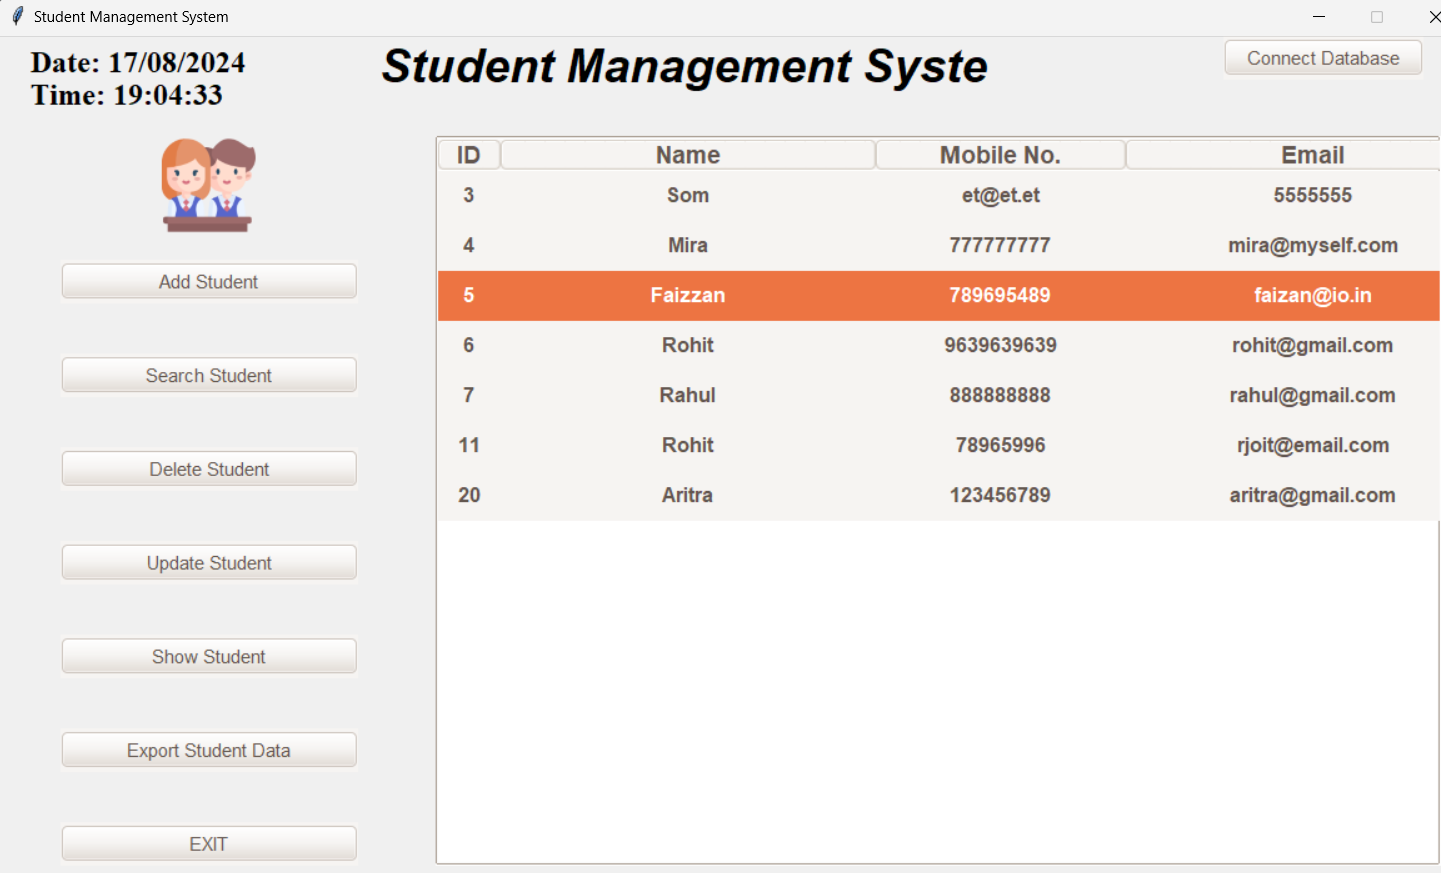 Student Management System
Date: 17/08/2024
Time: 19:04:33
Student Management Syste
Connect Database
Add Student
Search Student
Delete Student
Update Student
Show Student
Export Student Data
EXIT
ID Name Mobile No. Email
3 Som et@et.et 5555555
4 Mira 777777777 mira@myself.com
5 Faizzan 789695489 faizan@io.in
6 Rohit 9639639639 rohit@gmail.com
7 Rahul 888888888 rahul@gmail.com
11 Rohit 78965996 rjoit@email.com
20 Aritra 123456789 aritra@gmail.com